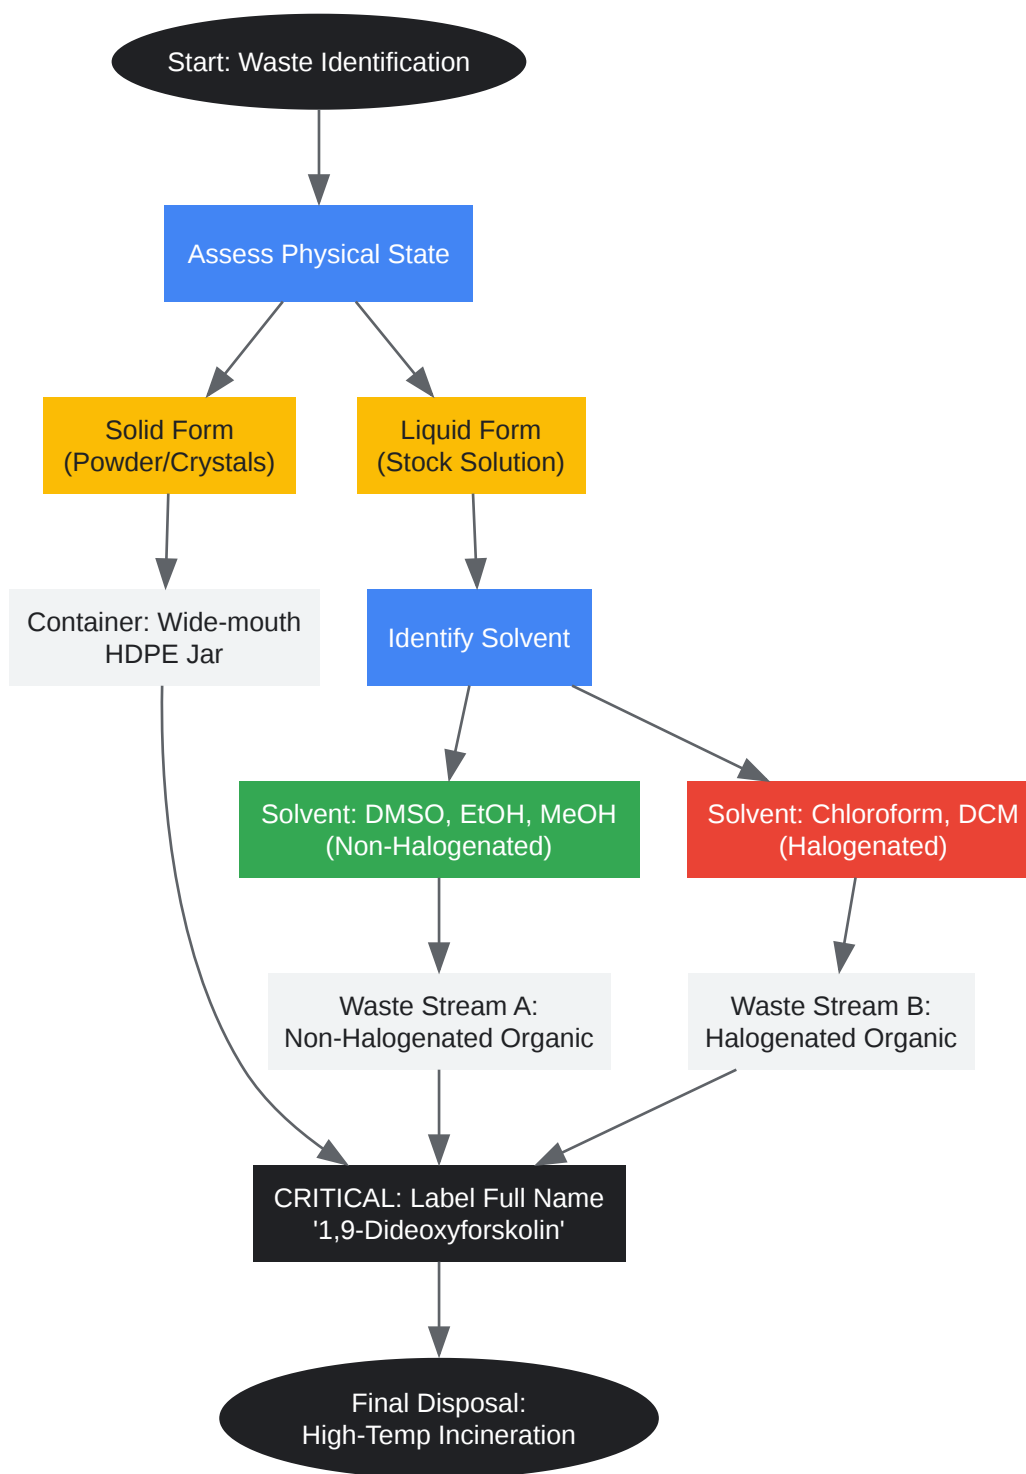 Start: Waste Identification
Assess Physical State
Solid Form
(Powder/Crystals)
Liquid Form
(Stock Solution)
Container: Wide-mouth
HDPE Jar
Identify Solvent
Solvent: DMSO, EtOH, MeOH
(Non-Halogenated)
Solvent: Chloroform, DCM
(Halogenated)
Waste Stream A:
Non-Halogenated Organic
Waste Stream B:
Halogenated Organic
CRITICAL: Label Full Name
'1,9-Dideoxyforskolin'
Final Disposal:
High-Temp Incineration